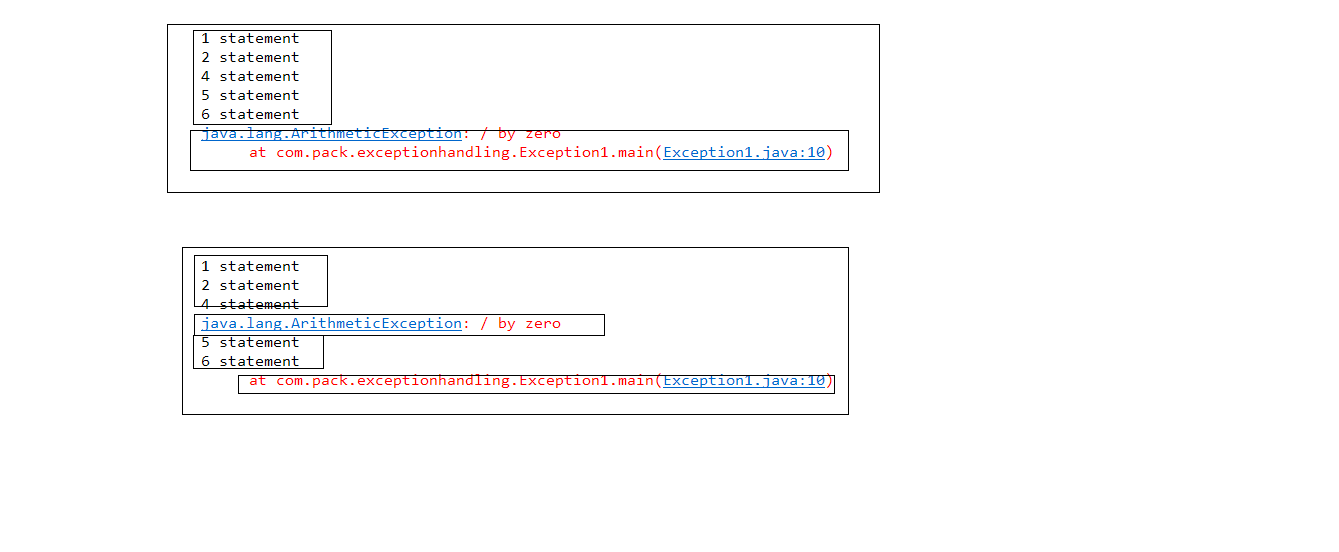 1 statement
2 statement
4 statement
5 statement
6 statement
java.lang.ArithmeticException: / by zero
at com.pack.exceptionhandling.Exception1.main(Exception1.java:10)
1 statement
2 statement
4 statement
java.lang.ArithmeticException: / by zero
5 statement
6 statement
at com.pack.exceptionhandling.Exception1.main(Exception1.java:10)